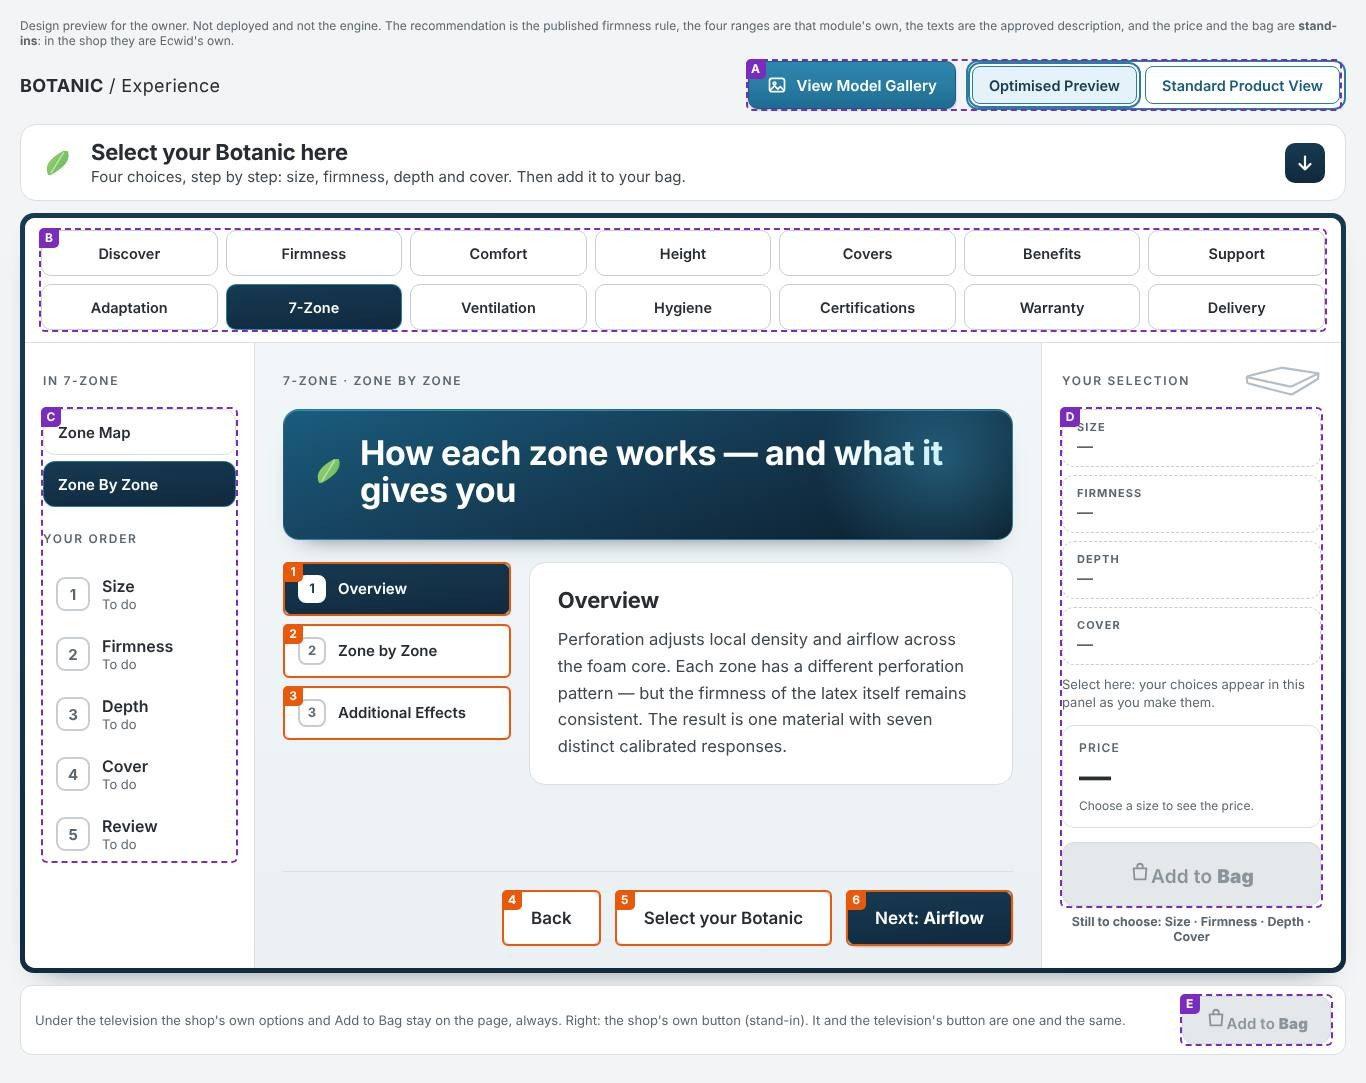 Design preview for the owner. Not deployed and not the engine. The recommendation is the published firmness rule, the four ranges are that module's own, the texts are the approved description, and the price and the bag are stand-
ins: in the shop they are Ecwid's own.
BOTANIC / Experience
A
View Model Gallery
Optimised Preview
Standard Product View
Select your Botanic here
Four choices, step by step: size, firmness, depth and cover. Then add it to your bag.
B
Discover
Firmness
Comfort
Height
Covers
Benefits
Support
Adaptation
7-Zone
Ventilation
Hygiene
Certifications
Warranty
Delivery
IN 7-ZONE
C
Zone Map
Zone By Zone
YOUR ORDER
1
Size
To do
2
Firmness
To do
3
Depth
To do
4
Cover
To do
5
Review
To do
7-ZONE · ZONE BY ZONE
How each zone works — and what it
gives you
1
1
Overview
2
2
Zone by Zone
3
3
Additional Effects
Overview
Perforation adjusts local density and airflow across
the foam core. Each zone has a different perforation
pattern — but the firmness of the latex itself remains
consistent. The result is one material with seven
distinct calibrated responses.
4
Back
5
Select your Botanic
6
Next: Airflow
YOUR SELECTION
D
SIZE
—
FIRMNESS
—
DEPTH
—
COVER
—
Select here: your choices appear in this
panel as you make them.
PRICE
—
Choose a size to see the price.
Add to Bag
Still to choose: Size · Firmness · Depth ·
Cover
Under the television the shop's own options and Add to Bag stay on the page, always. Right: the shop's own button (stand-in). It and the television's button are one and the same.
E
Add to Bag